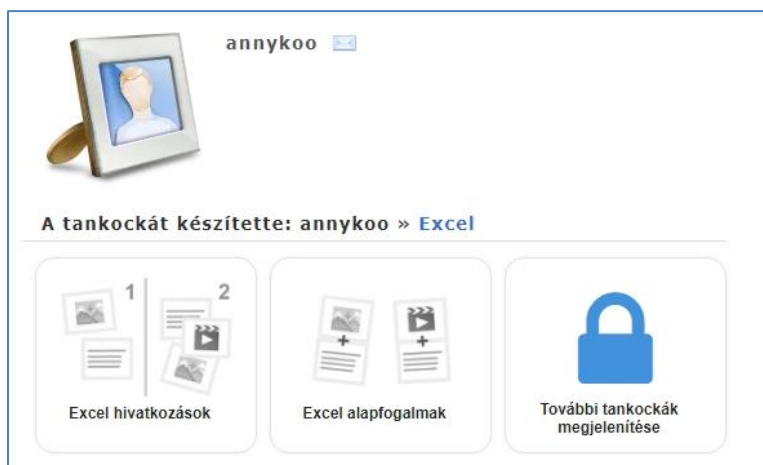 annykoo
A tankockát készítette: annykoo » Excel
1 2
Excel hivatkozások
Excel alapfogalmak
További tankockák
megjelenítése